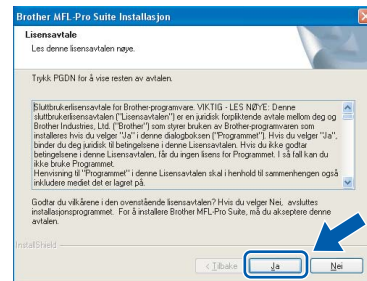 Brother MFL-Pro Suite Installasjon
Lisensavtale
Les denne lisensavtalen nøye.
Trykk PGDN for å vise resten av avtalen.
Sluttbrukerlisensavtale for Brother-programvare. VIKTIG - LES NØYE: Denne
sluttbrukerlisensavtalen ("Lisensavtalen") er en juridisk forpliktende avtale mellom deg og
Brother Industries, Ltd. ("Brother") som styrer bruken av Brother-programvaren som
installeres hvis du velger "Ja" i denne dialogboksen ("Programmet"). Hvis du velger "Ja",
binder du deg juridisk til betingelsene i denne Lisensavtalen. Hvis du ikke godtar
betingelsene i denne Lisensavtalen, får du ingen lisens for Programmet. I så fall kan du
ikke bruke Programmet.
Henvisning til "Programmet" i denne Lisensavtalen skal i henhold til sammenhengen også
inkludere mediet det er lagret på.
Godtar du vilkårene i den ovenstående lisensavtalen? Hvis du velger Nei, avsluttes
installasjonsprogrammet. For å installere Brother MFL-Pro Suite, må du akseptere denne
avtalen.
InstallShield
< Tilbake Ja Nei